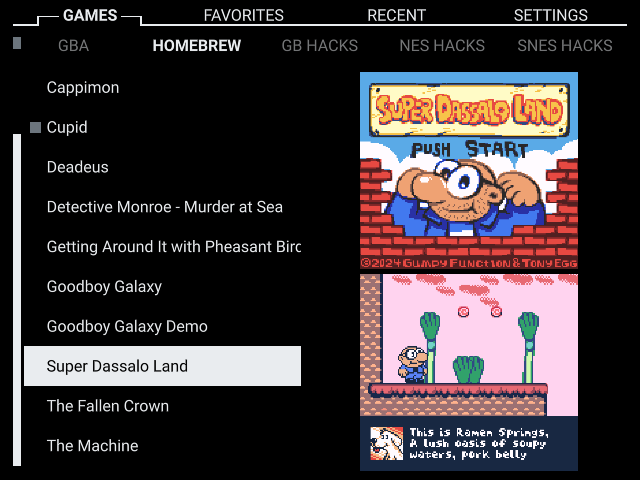 GAMES FAVORITES RECENT SETTINGS
GBA HOMEBREW GB HACKS NES HACKS SNES HACKS
Cappimon
Cupid
Deadeus
Detective Monroe - Murder at Sea
Getting Around It with Pheasant Birc
Goodboy Galaxy
Goodboy Galaxy Demo
Super Dassalo Land
The Fallen Crown
The Machine
SUPER DASSALO LAND
PUSH START
©2024 GUMPY FUNCTION & TONY EGG
This is Ramen Springs,
A lush oasis of soupy
waters, pork belly